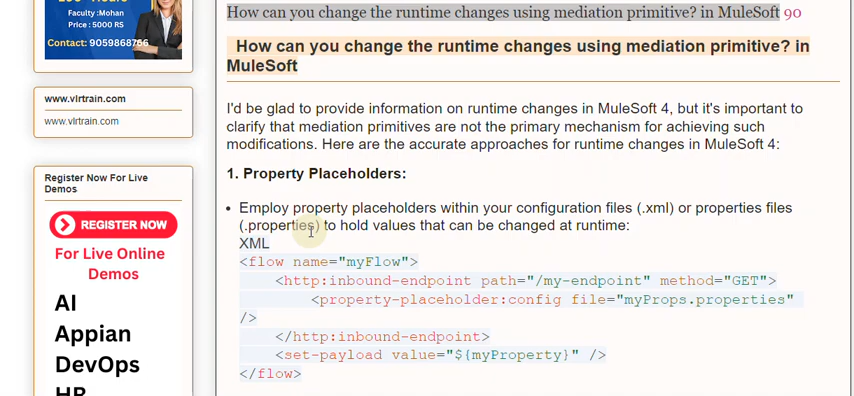 Faculty :Mohan
Price : 5000 RS
Contact: 9059868766
www.vlrtrain.com
www.vlrtrain.com
Register Now For Live
Demos
REGISTER NOW
For Live Online
Demos
AI
Appian
DevOps
HR
How can you change the runtime changes using mediation primitive? in MuleSoft 90
How can you change the runtime changes using mediation primitive? in
MuleSoft
I'd be glad to provide information on runtime changes in MuleSoft 4, but it's important to
clarify that mediation primitives are not the primary mechanism for achieving such
modifications. Here are the accurate approaches for runtime changes in MuleSoft 4:
1. Property Placeholders:
• Employ property placeholders within your configuration files (.xml) or properties files
(.properties) to hold values that can be changed at runtime:
XML
<flow name="myFlow">
<http:inbound-endpoint path="/my-endpoint" method="GET">
<property-placeholder:config file="myProps.properties"
/>
</http:inbound-endpoint>
<set-payload value="${myProperty}" />
</flow>